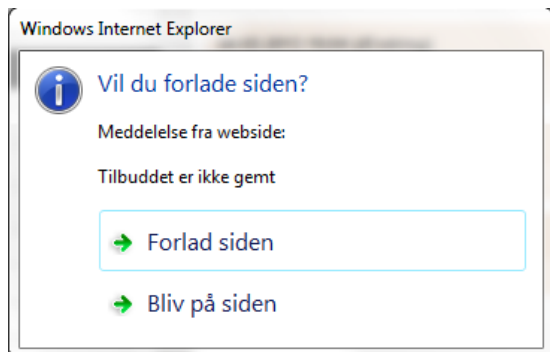 Windows Internet Explorer
Vil du forlade siden?
Meddelelse fra webside:
Tilbuddet er ikke gemt
Forlad siden
Bliv på siden